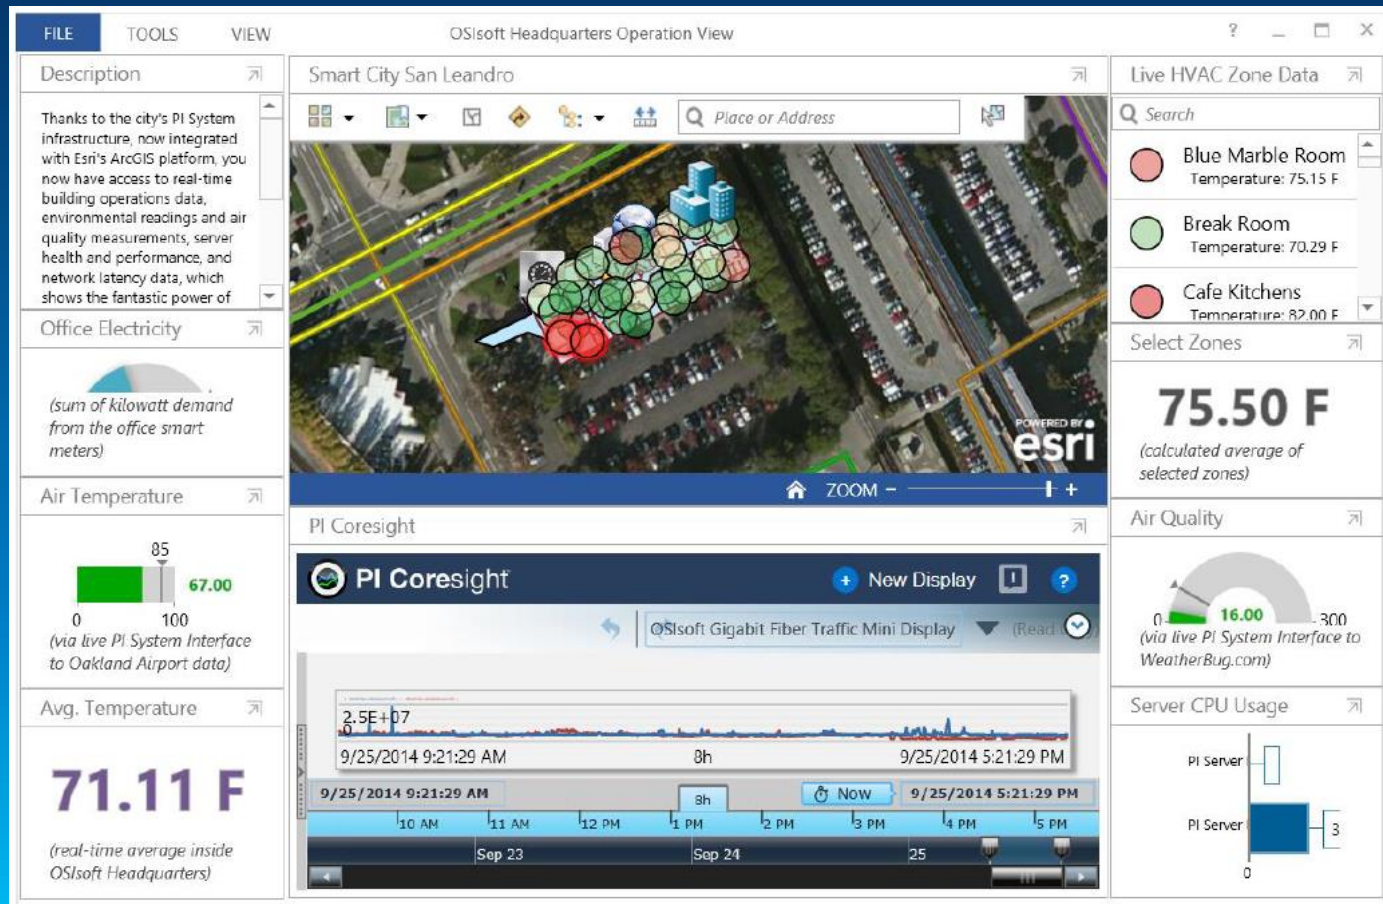 FILE TOOLS VIEW OSIsoft Headquarters Operation View ?
Description
Thanks to the city's PI System
infrastructure, now integrated
with Esri's ArcGIS platform, you
now have access to real-time
building operations data,
environmental readings and air
quality measurements, server
health and performance, and
network latency data, which
shows the fantastic power of
Office Electricity
(sum of kilowatt demand
from the office smart
meters)
Air Temperature
85
67.00
0 100
(via live PI System Interface
to Oakland Airport data)
Avg. Temperature
71.11 F
(real-time average inside
OSIsoft Headquarters)
Smart City San Leandro
Place or Address
POWERED BY
esri
ZOOM - +
PI Coresight
PI Coresight
+ New Display ! ?
OSIsoft Gigabit Fiber Traffic Mini Display (Read
2.5E+07
0
9/25/2014 9:21:29 AM 8h 9/25/2014 5:21:29 PM
9/25/2014 9:21:29 AM 8h Now 9/25/2014 5:21:29 PM
10 AM 11 AM 12 PM 1 PM 2 PM 3 PM 4 PM 5 PM
Sep 23 Sep 24 25
Live HVAC Zone Data
Search
Blue Marble Room
Temperature: 75.15 F
Break Room
Temperature: 70.29 F
Cafe Kitchens
Temperature: 82.00 F
Select Zones
75.50 F
(calculated average of
selected zones)
Air Quality
0 16.00 300
(via live PI System Interface to
WeatherBug.com)
Server CPU Usage
PI Server
PI Server 3
0